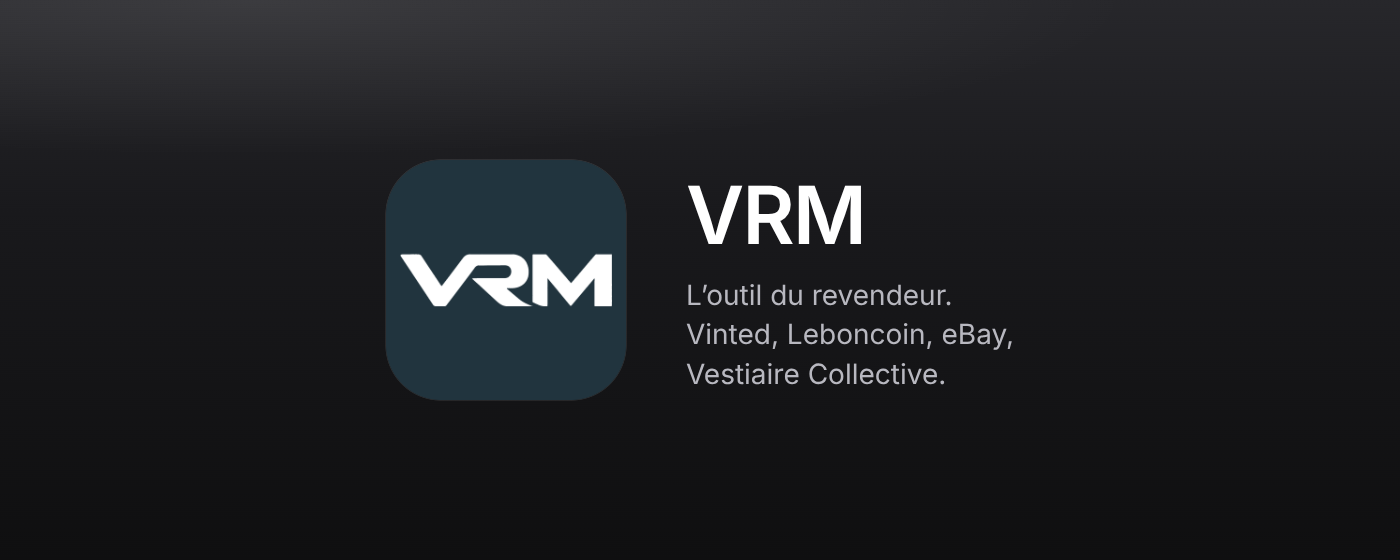 VRM
VRM
L’outil du revendeur.
Vinted, Leboncoin, eBay,
Vestiaire Collective.